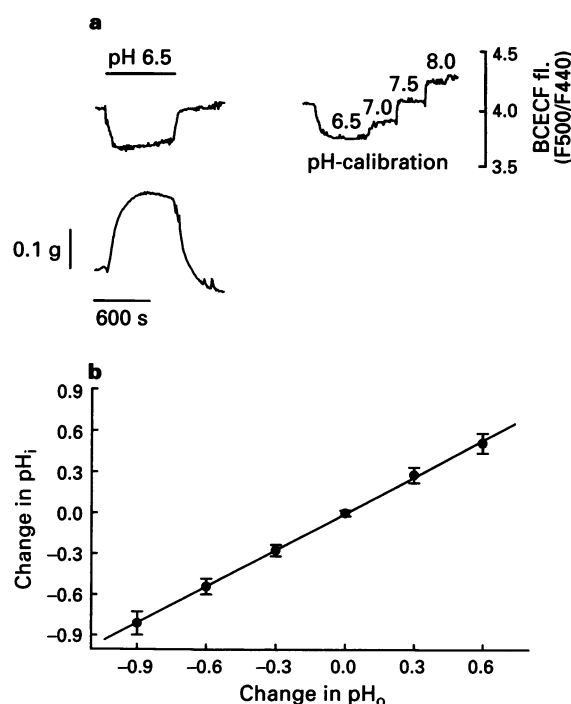 a
pH 6.5
6.5
7.0
7.5
8.0
pH-calibration
4.5
4.0
3.5
BCECF fl.
(F500/F440)
0.1 g
600 s
b
0.9
0.6
0.3
0.0
−0.3
−0.6
−0.9
Change in pHi
−0.9 −0.6 −0.3 0.0 0.3 0.6
Change in pHo